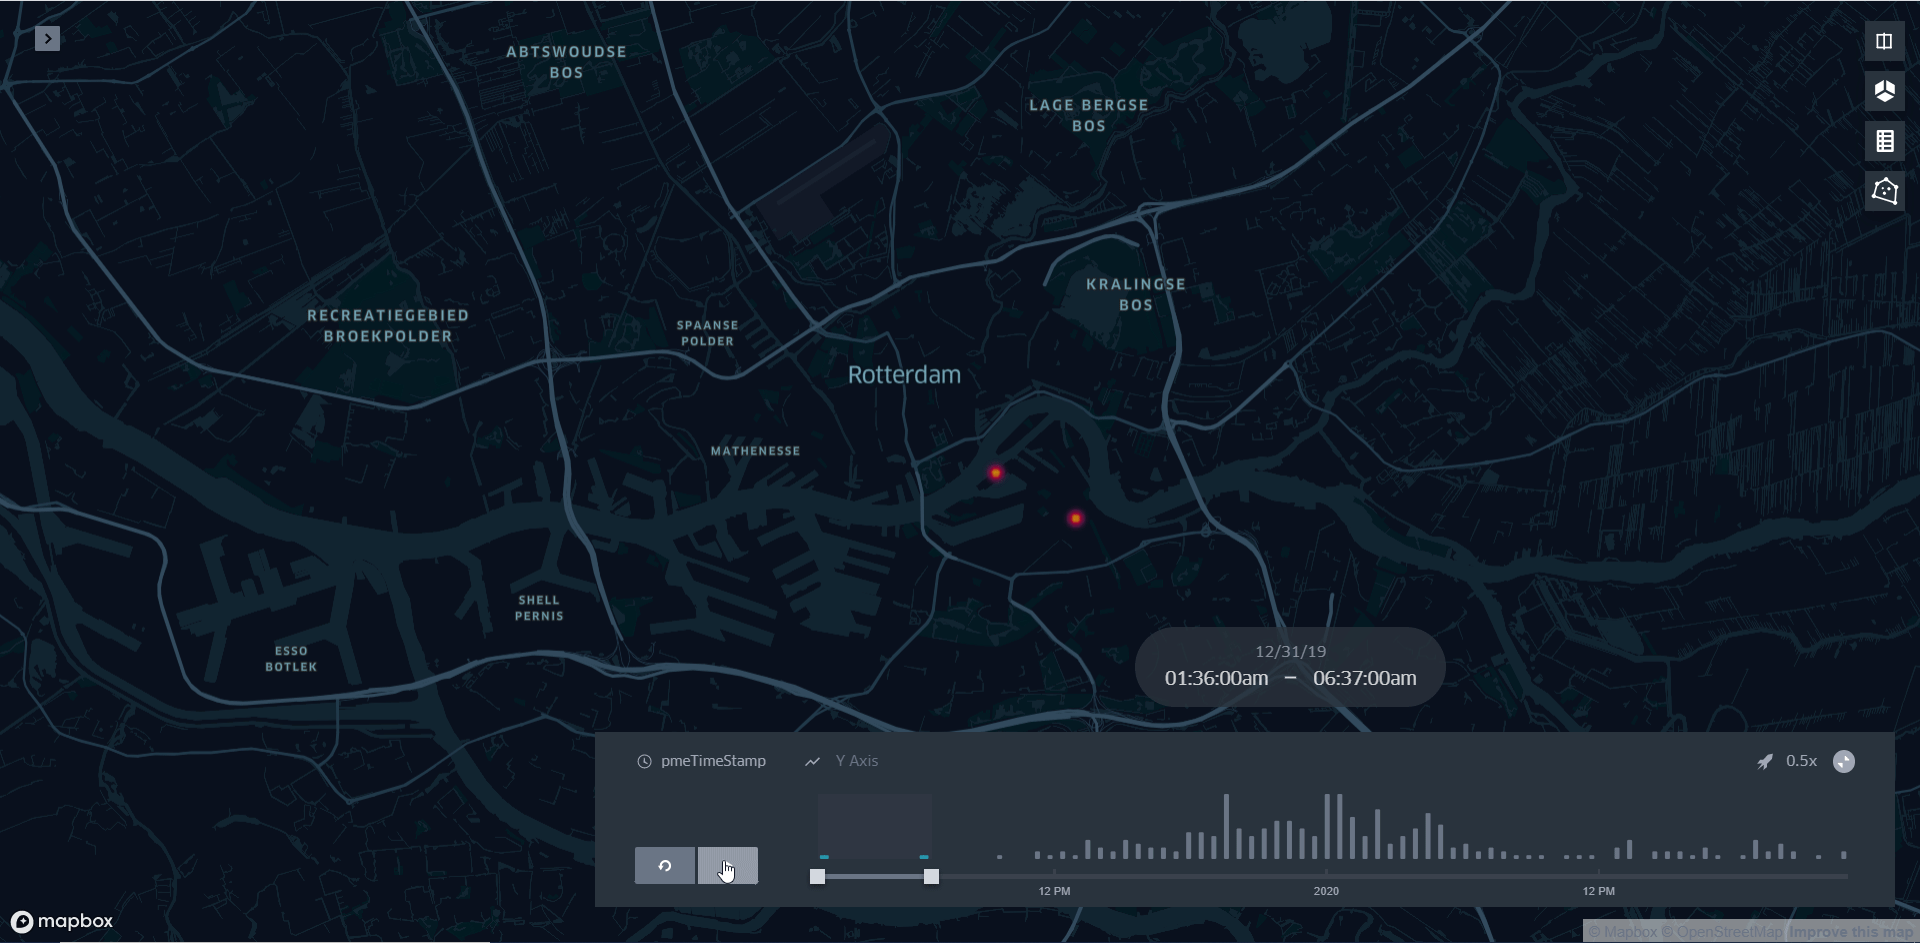 ABTSWOUDSE
BOS
LAGE BERGSE
BOS
KRALINGSE
BOS
RECREATIEGEBIED
BROEKPOLDER
SPAANSE
POLDER
Rotterdam
MATHENESSE
SHELL
PERNIS
ESSO
BOTLEK
12/31/19
01:36:00am – 06:37:00am
pmeTimeStamp
Y Axis
0.5x
12 PM
2020
12 PM
mapbox
© Mapbox © OpenStreetMap Improve this map